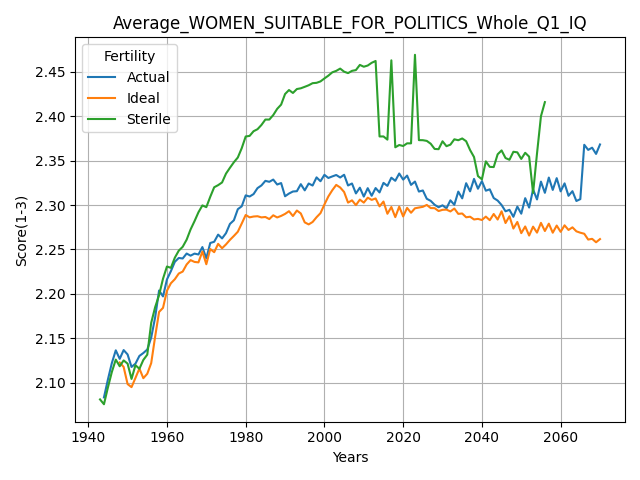 Average_WOMEN_SUITABLE_FOR_POLITICS_Whole_Q1_IQ
Fertility
Actual
Ideal
Sterile
Score(1-3)
2.45
2.40
2.35
2.30
2.25
2.20
2.15
2.10
1940 1960 1980 2000 2020 2040 2060
Years